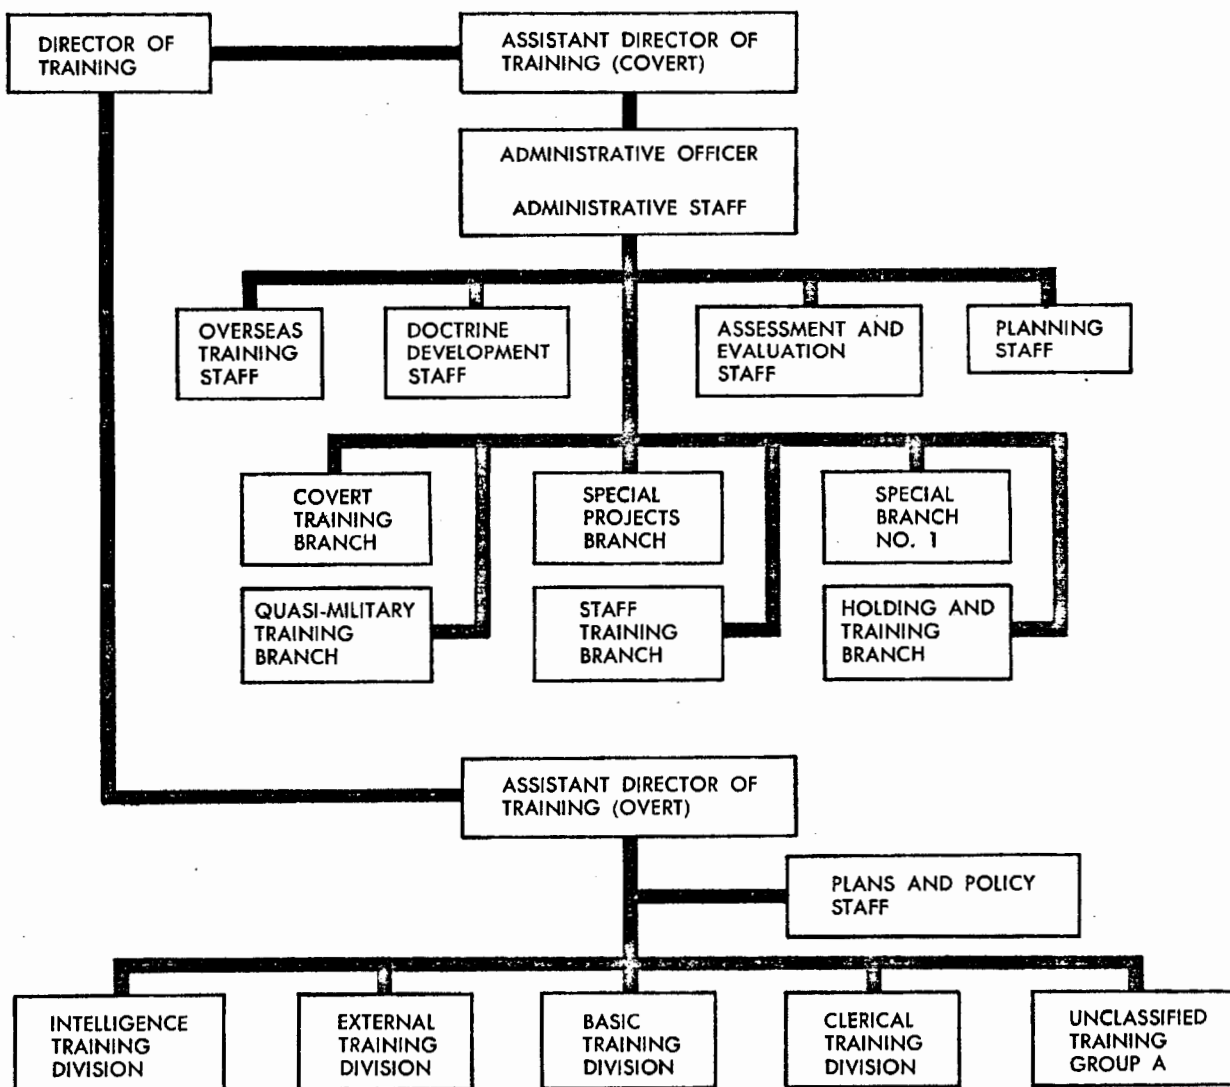 DIRECTOR OF
TRAINING
ASSISTANT DIRECTOR OF
TRAINING (COVERT)
ADMINISTRATIVE OFFICER
ADMINISTRATIVE STAFF
OVERSEAS
TRAINING
STAFF
DOCTRINE
DEVELOPMENT
STAFF
ASSESSMENT AND
EVALUATION
STAFF
PLANNING
STAFF
COVERT
TRAINING
BRANCH
SPECIAL
PROJECTS
BRANCH
SPECIAL
BRANCH
NO. 1
QUASI-MILITARY
TRAINING
BRANCH
STAFF
TRAINING
BRANCH
HOLDING AND
TRAINING
BRANCH
ASSISTANT DIRECTOR OF
TRAINING (OVERT)
PLANS AND POLICY
STAFF
INTELLIGENCE
TRAINING
DIVISION
EXTERNAL
TRAINING
DIVISION
BASIC
TRAINING
DIVISION
CLERICAL
TRAINING
DIVISION
UNCLASSIFIED
TRAINING
GROUP A